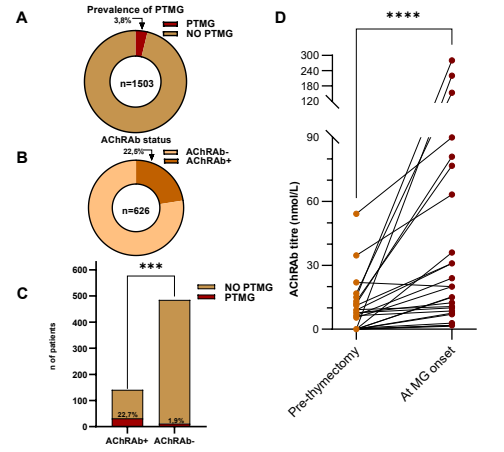 A
Prevalence of PTMG
3,8%
PTMG
NO PTMG
n=1503
B
AChRAb status
22,5%
AChRAb-
AChRAb+
n=626
C
n of patients
600
500
400
300
200
100
0
***
NO PTMG
PTMG
22,7%
1,9%
AChRAb+
AChRAb-
D
****
AChRAb titre (nmol/L)
300
240
180
120
90
60
30
0
Pre-thymectomy
At MG onset